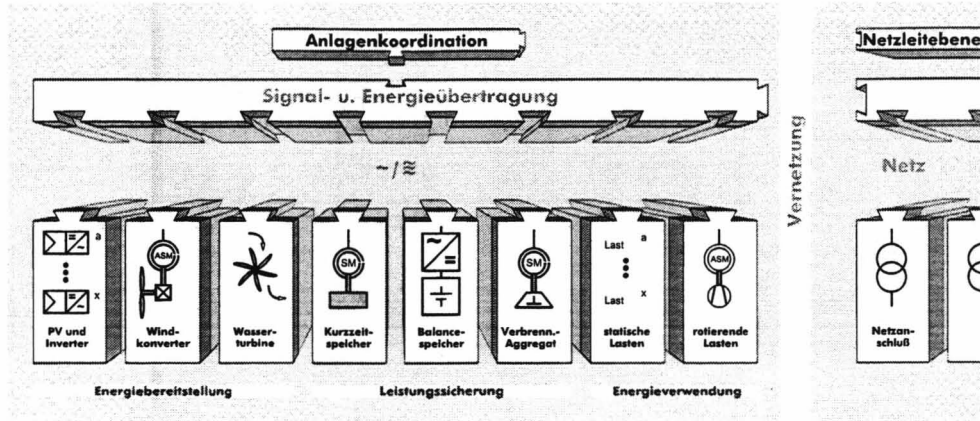 Anlagenkoordination
Netzleitebene
Signal- u. Energieübertragung
~/≋
Vernetzung
Netz
a
x
ASM
SM
~
=
SM
Last a
Last x
ASM
PV und
Inverter
Wind-
konverter
Wasser-
turbine
Kurzzeit-
speicher
Balance-
speicher
Verbrenn.-
Aggregat
statische
Lasten
rotierende
Lasten
Netzan-
schluß
Energiebereitstellung
Leistungssicherung
Energieverwendung